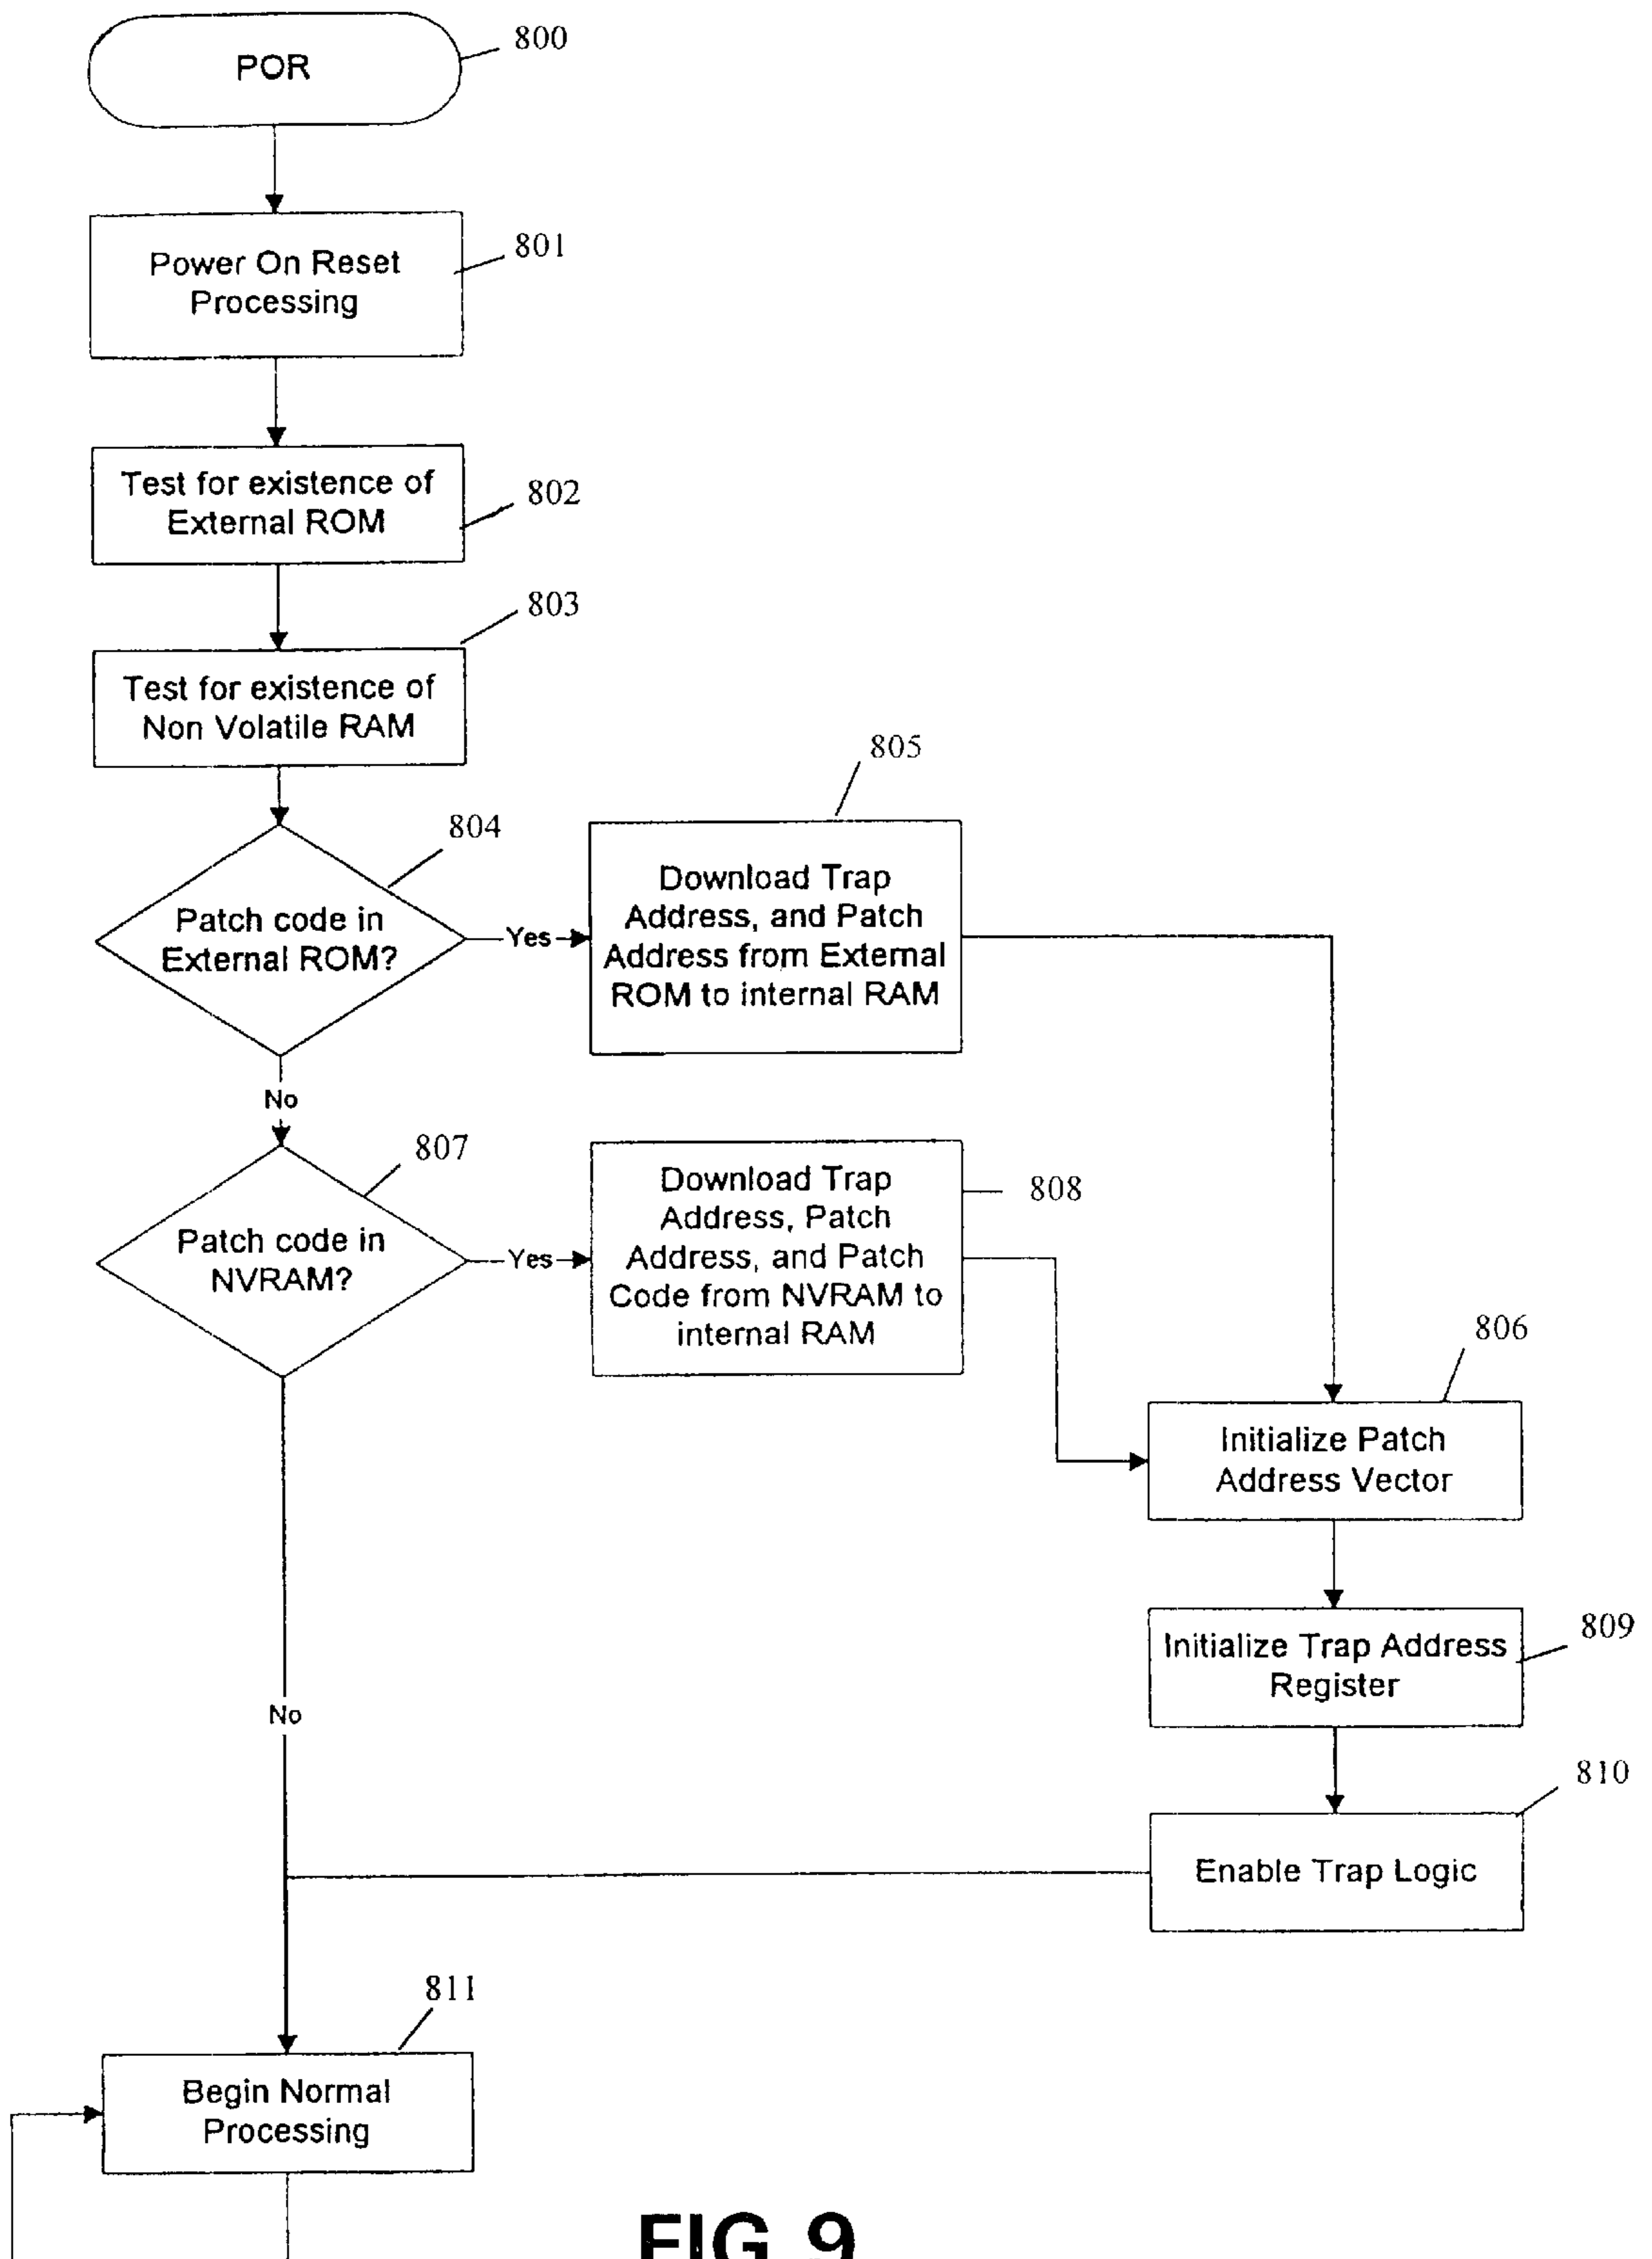 POR
800
Power On Reset
Processing
801
Test for existence of
External ROM
802
803
Test for existence of
Non Volatile RAM
804
Patch code in
External ROM?
Yes
805
Download Trap
Address, and Patch
Address from External
ROM to internal RAM
No
807
Patch code in
NVRAM?
Yes
Download Trap
Address, Patch
Address, and Patch
Code from NVRAM to
internal RAM
808
806
Initialize Patch
Address Vector
Initialize Trap Address
Register
809
No
810
Enable Trap Logic
811
Begin Normal
Processing
FIG 9